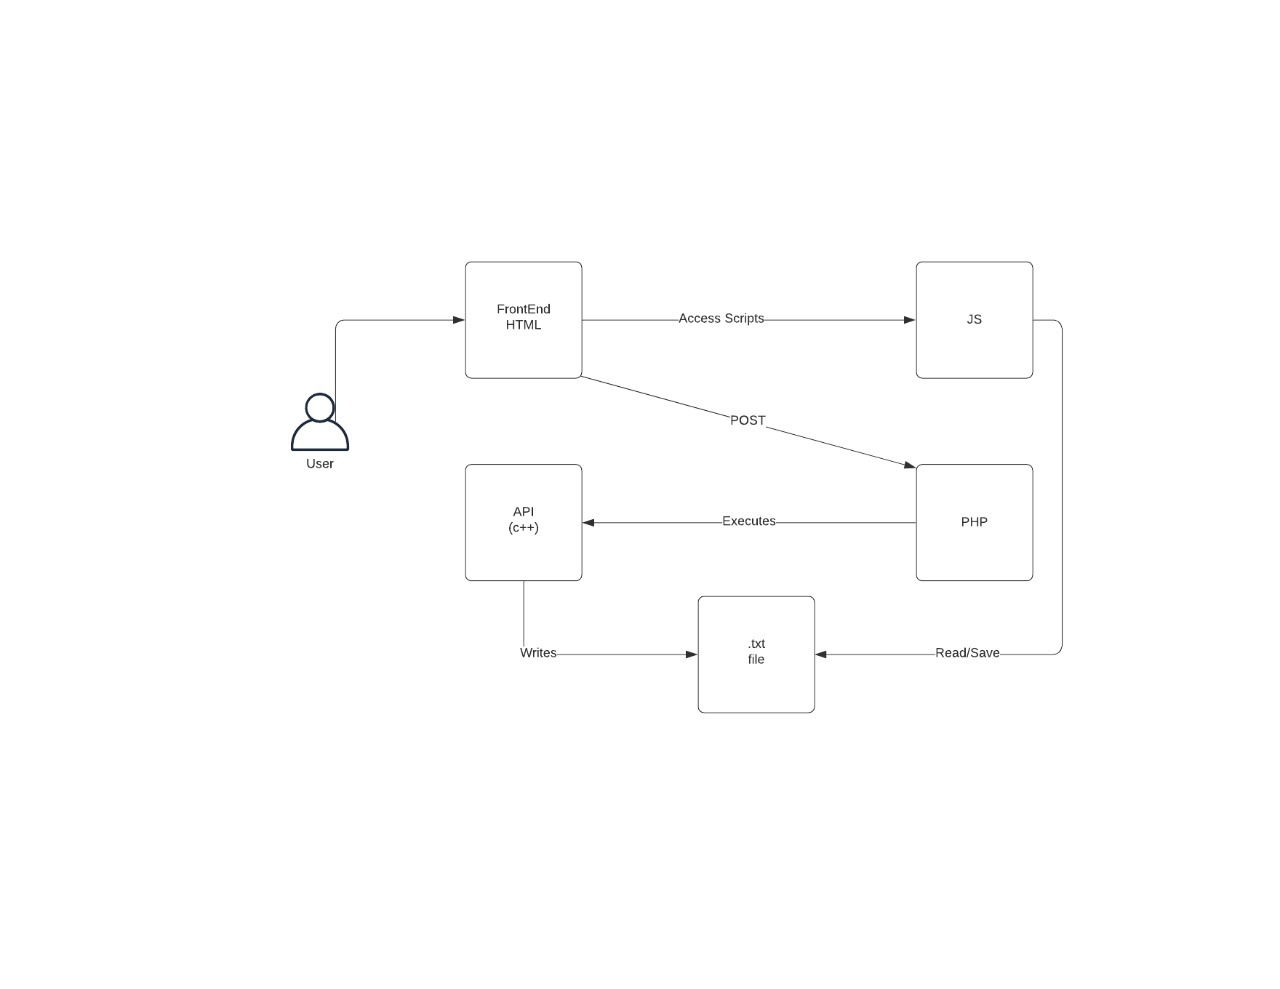 FrontEnd
HTML
Access Scripts
JS
POST
User
API
(c++)
Executes
PHP
.txt
file
Writes
Read/Save